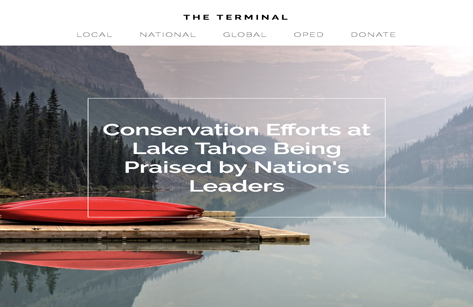 THE TERMINAL
LOCAL NATIONAL GLOBAL OPED DONATE
Conservation Efforts at
Lake Tahoe Being
Praised by Nation's
Leaders